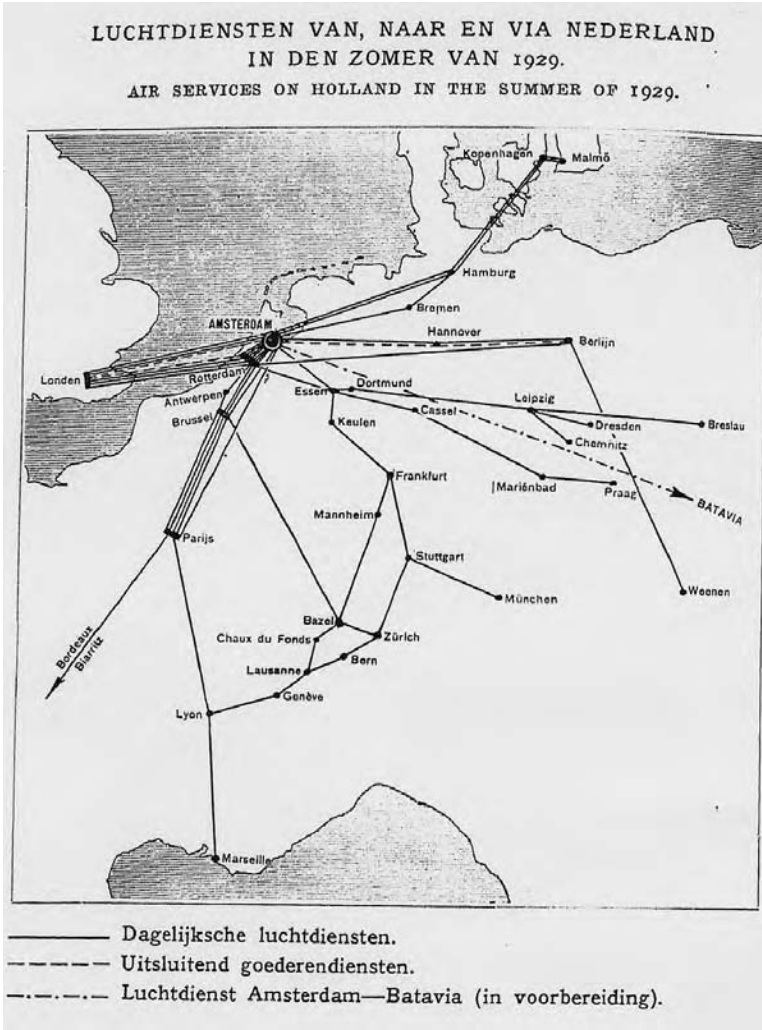 LUCHTDIENSTEN VAN, NAAR EN VIA NEDERLAND
IN DEN ZOMER VAN 1929.
AIR SERVICES ON HOLLAND IN THE SUMMER OF 1929.
Kopenhagen
Malmö
Hamburg
Bremen
AMSTERDAM
Hannover
Berlijn
Londen
Rotterdam
Antwerpen
Brussel
Essen
Dortmund
Keulen
Cassel
Leipzig
Dresden
Chemnitz
Breslau
Frankfurt
Mariënbad
Praag
BATAVIA
Mannheim
Parijs
Stuttgart
München
Weenen
Bazel
Zürich
Chaux du Fonds
Bern
Lausanne
Genève
Bordeaux
Biarritz
Lyon
Marseille
Dagelijksche luchtdiensten.
Uitsluitend goederendiensten.
Luchtdienst Amsterdam—Batavia (in voorbereiding).